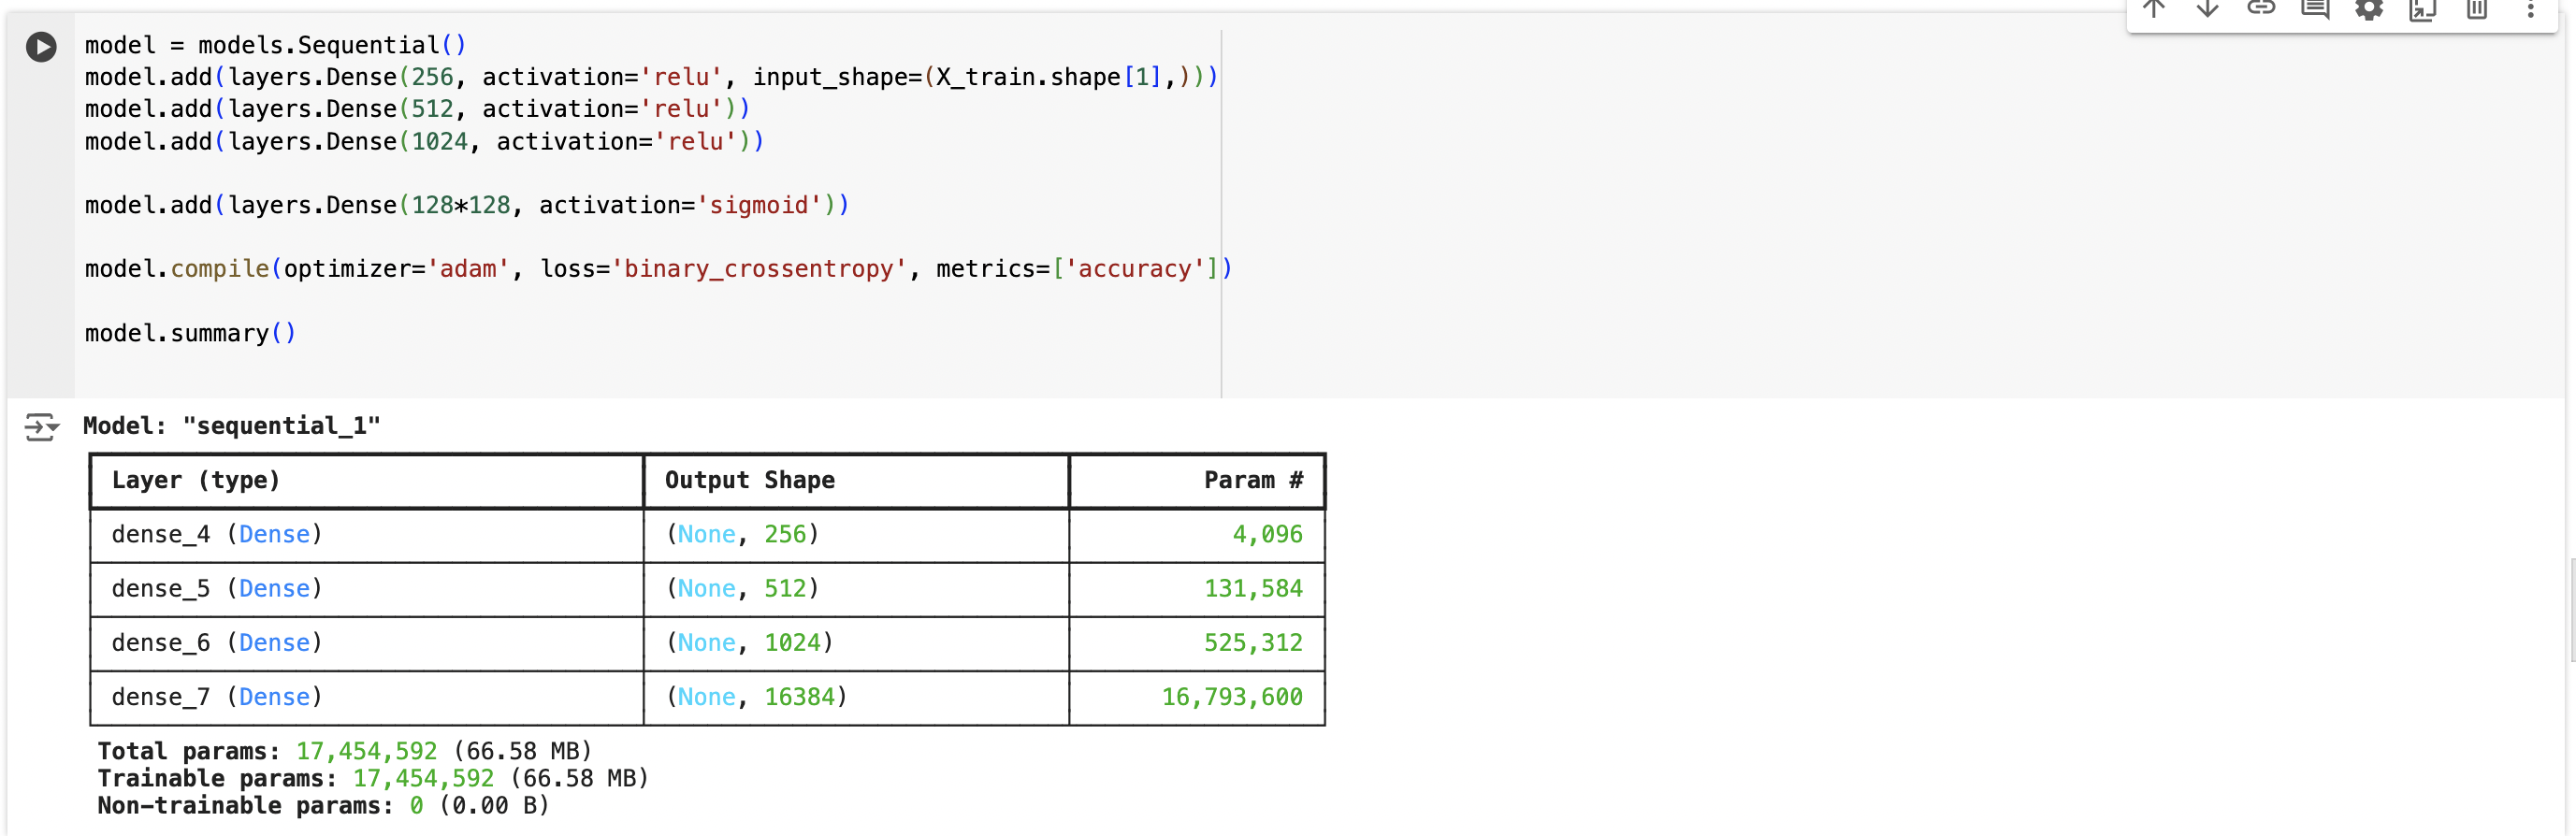 model = models.Sequential()
model.add(layers.Dense(256, activation='relu', input_shape=(X_train.shape[1],)))
model.add(layers.Dense(512, activation='relu'))
model.add(layers.Dense(1024, activation='relu'))
model.add(layers.Dense(128*128, activation='sigmoid'))
model.compile(optimizer='adam', loss='binary_crossentropy', metrics=['accuracy'])
model.summary()
Model: "sequential_1"
Layer (type) Output Shape Param #
dense_4 (Dense) (None, 256) 4,096
dense_5 (Dense) (None, 512) 131,584
dense_6 (Dense) (None, 1024) 525,312
dense_7 (Dense) (None, 16384) 16,793,600
Total params: 17,454,592 (66.58 MB)
Trainable params: 17,454,592 (66.58 MB)
Non-trainable params: 0 (0.00 B)